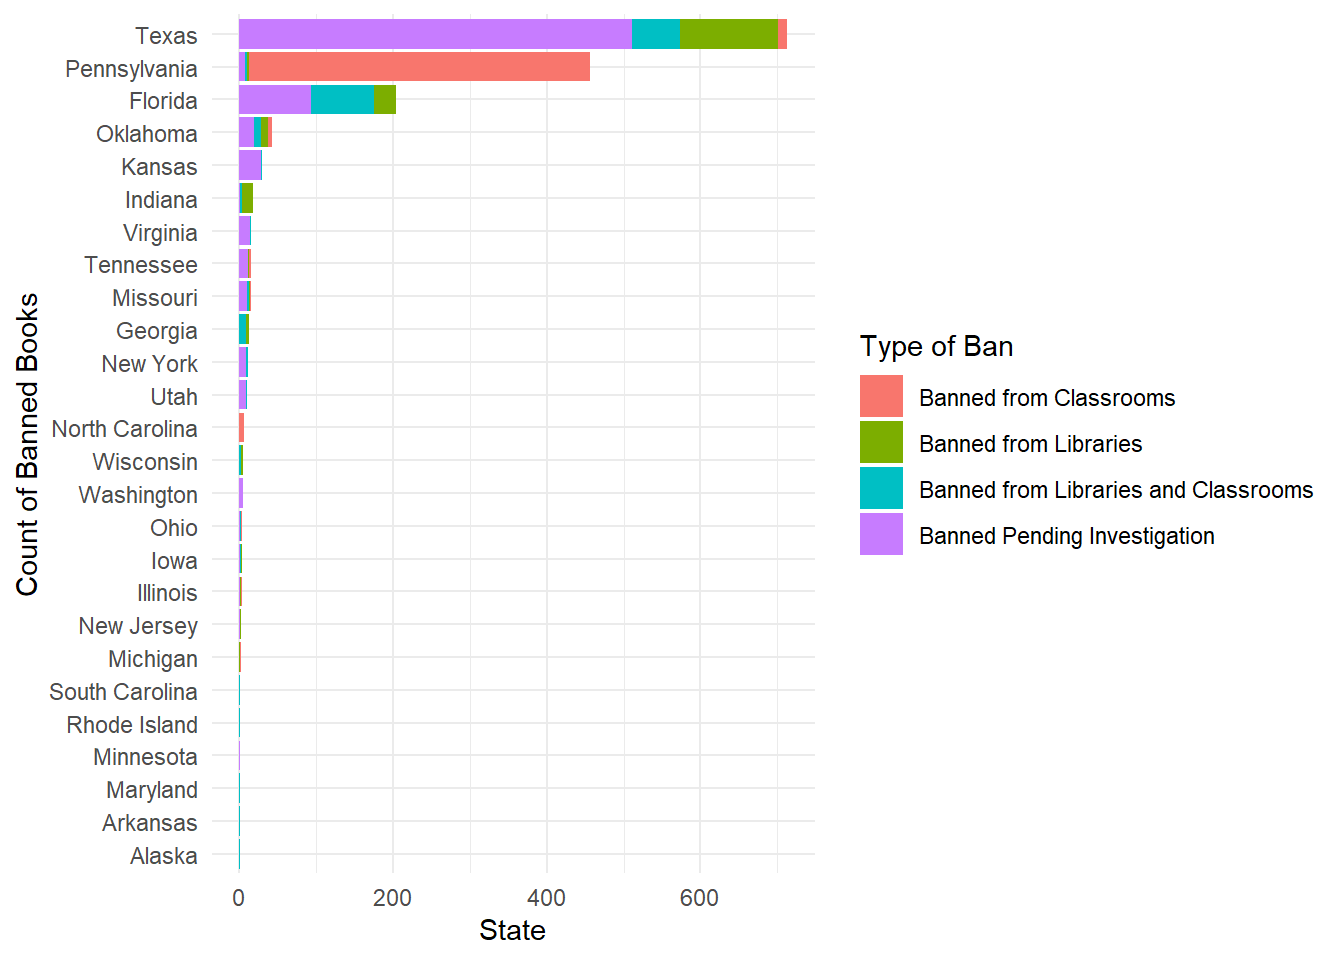 Texas
Pennsylvania
Florida
Oklahoma
Kansas
Indiana
Virginia
Tennessee
Missouri
Georgia
New York
Utah
North Carolina
Wisconsin
Washington
Ohio
Iowa
Illinois
New Jersey
Michigan
South Carolina
Rhode Island
Minnesota
Maryland
Arkansas
Alaska
Count of Banned Books
0 200 400 600
State
Type of Ban
Banned from Classrooms
Banned from Libraries
Banned from Libraries and Classrooms
Banned Pending Investigation